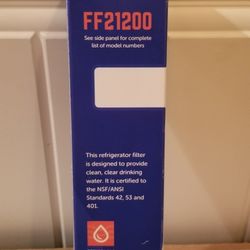 FF21200
See side panel for complete
list of model numbers
This refrigerator filter
is designed to provide
clean, clear drinking
water. It is certified to
the NSF/ANSI
Standards 42, 53 and
401.